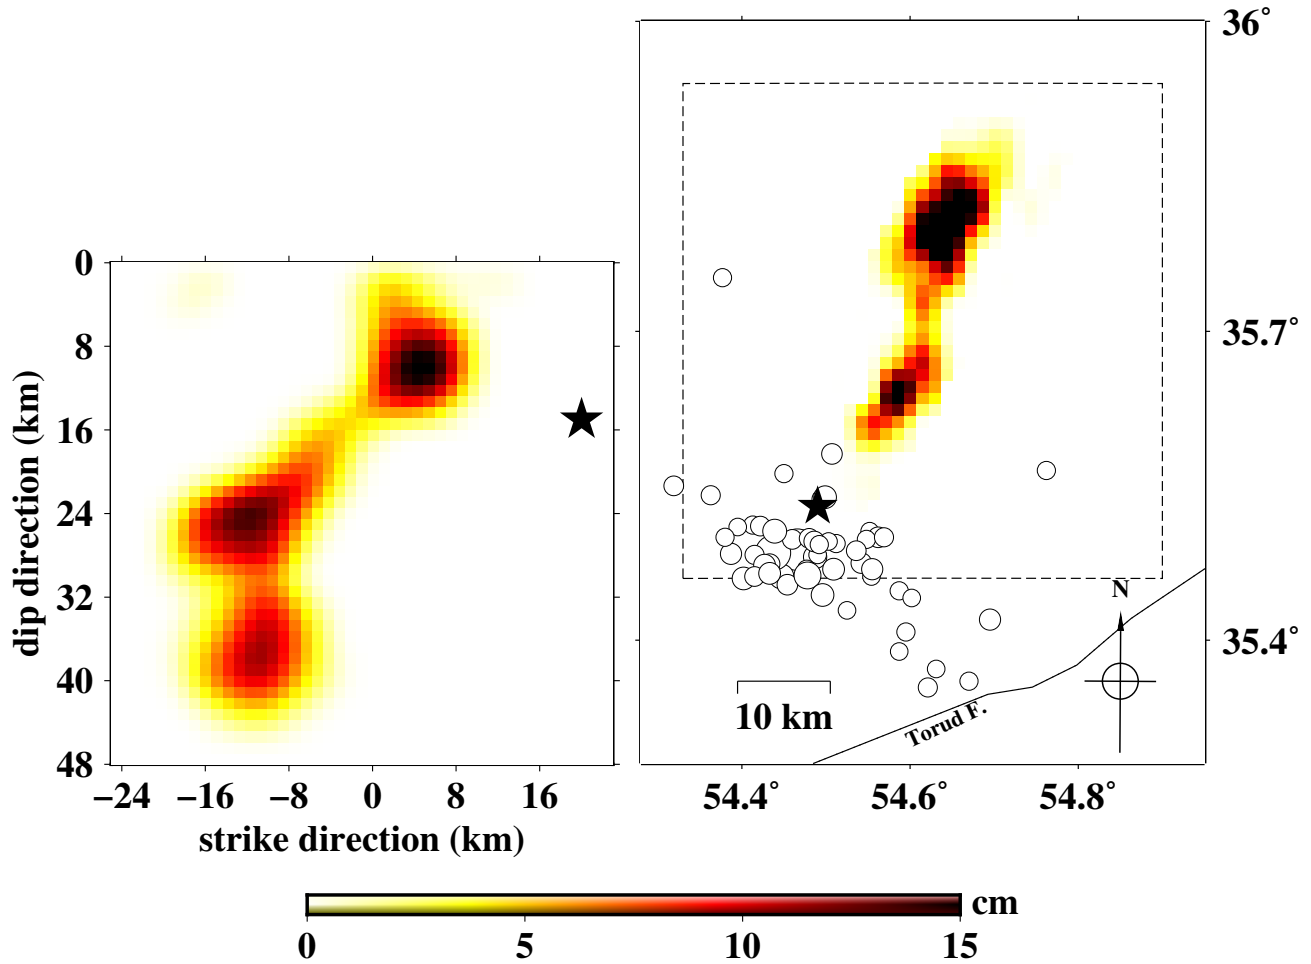 0
8
16
24
32
40
48
dip direction (km)
−24 −16 −8 0 8 16
strike direction (km)
36°
35.7°
35.4°
54.4° 54.6° 54.8°
N
10 km
Torud F.
cm
0 5 10 15